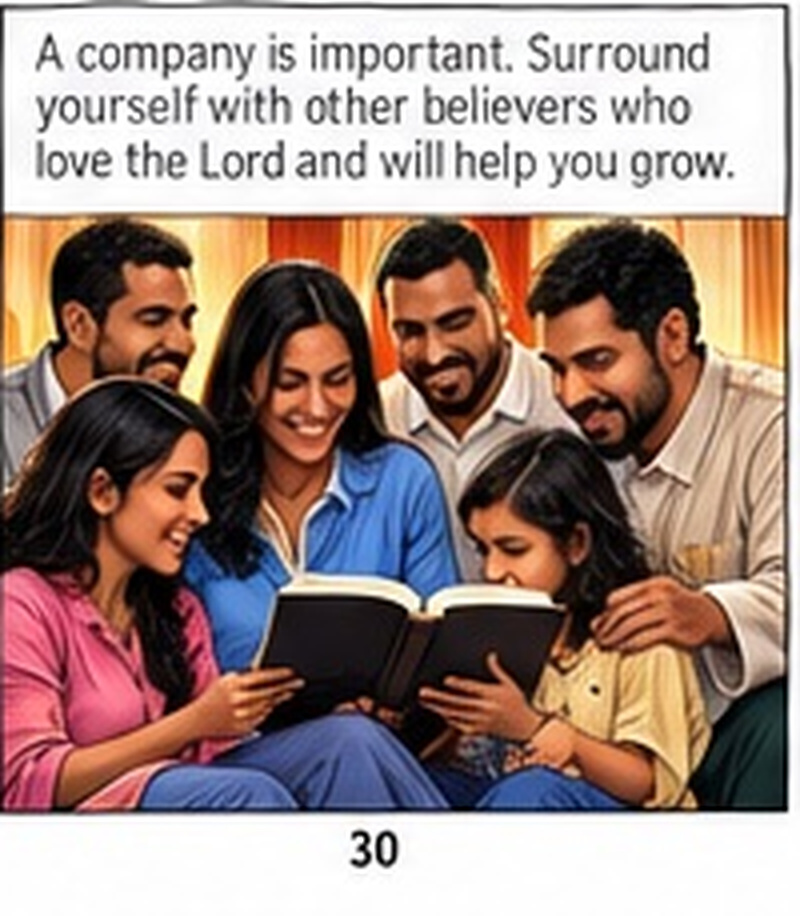 A company is important. Surround
yourself with other believers who
love the Lord and will help you grow.
30